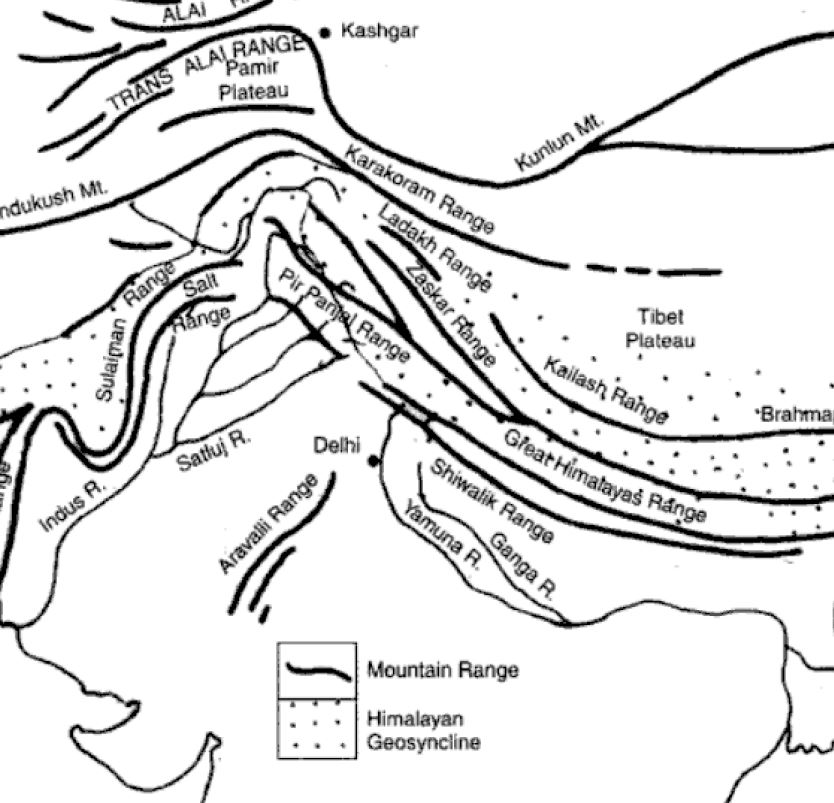 ALAI
Kashgar
TRANS ALAI RANGE
Pamir
Plateau
Kunlun Mt.
Karakoram Range
ndukush Mt.
Ladakh Range
Zaskar Range
Salt
Range
Sulaiman Range
Pir Panjal Range
Tibet
Plateau
Kailash Range
Brahma
Satluj R.
Delhi
Great Himalayas Range
Shiwalik Range
Indus R.
Aravalli Range
Yamuna R.
Ganga R.
Mountain Range
Himalayan
Geosyncline